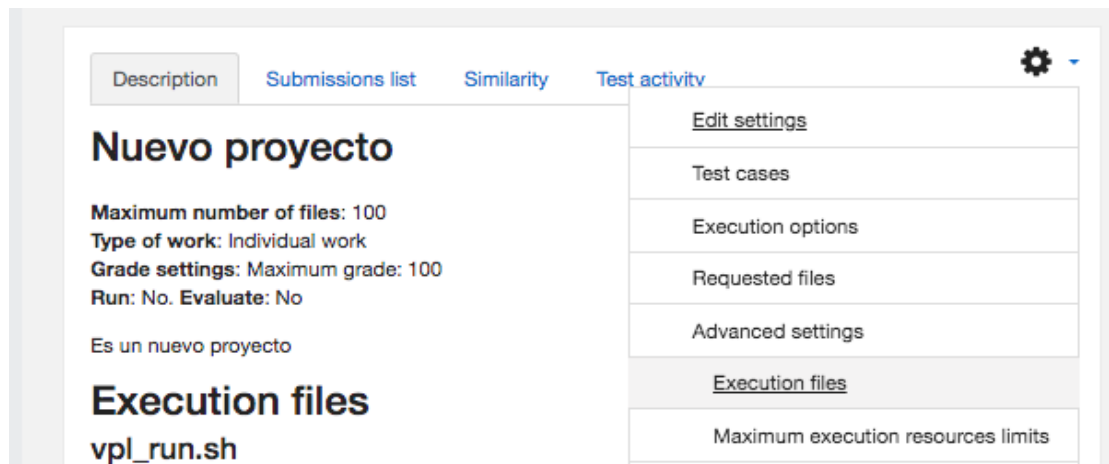 Description Submissions list Similarity Test activity
Edit settings
Test cases
Execution options
Requested files
Advanced settings
Execution files
Maximum execution resources limits
Nuevo proyecto
Maximum number of files: 100
Type of work: Individual work
Grade settings: Maximum grade: 100
Run: No. Evaluate: No
Es un nuevo proyecto
Execution files
vpl_run.sh